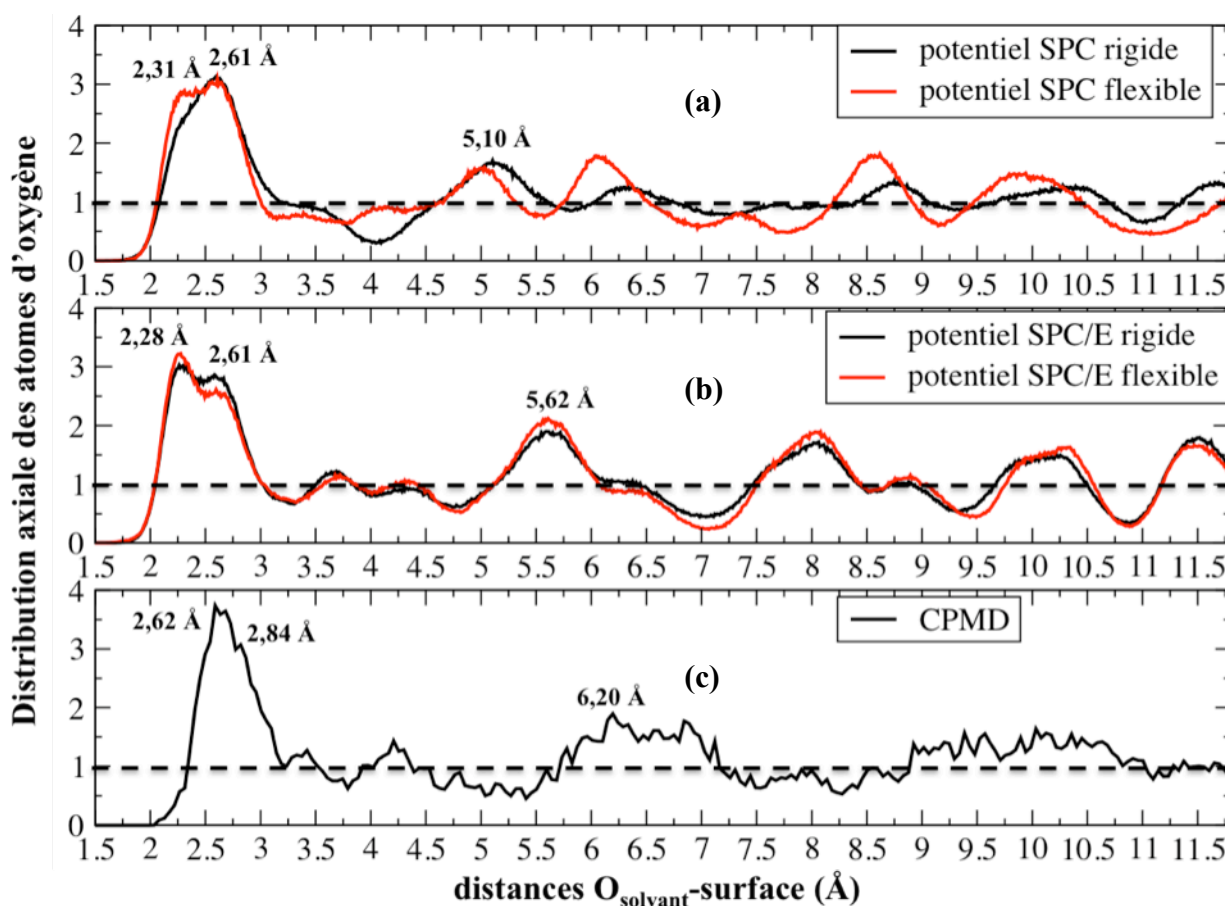 Distribution axiale des atomes d'oxygène
4
3
2
1
0
2,31 Å
2,61 Å
5,10 Å
(a)
potentiel SPC rigide
potentiel SPC flexible
1.5 2 2.5 3 3.5 4 4.5 5 5.5 6 6.5 7 7.5 8 8.5 9 9.5 10 10.5 11 11.5
4
3
2
1
0
2,28 Å
2,61 Å
5,62 Å
(b)
potentiel SPC/E rigide
potentiel SPC/E flexible
1.5 2 2.5 3 3.5 4 4.5 5 5.5 6 6.5 7 7.5 8 8.5 9 9.5 10 10.5 11 11.5
4
3
2
1
0
2,62 Å
2,84 Å
6,20 Å
(c)
CPMD
1.5 2 2.5 3 3.5 4 4.5 5 5.5 6 6.5 7 7.5 8 8.5 9 9.5 10 10.5 11 11.5
distances Osolvant-surface (Å)